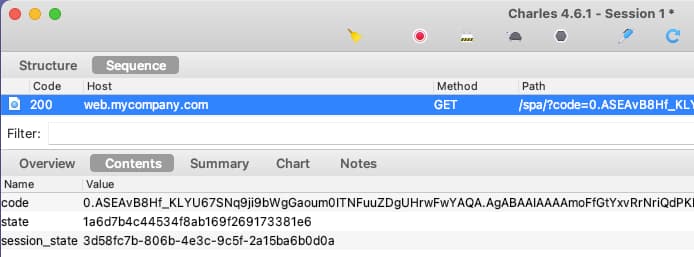 Charles 4.6.1 - Session 1 *
Structure Sequence
Code Host Method Path
200 web.mycompany.com GET /spa/?code=0.ASEAvB8Hf_KLY
Filter:
Overview Contents Summary Chart Notes
Name Value
code 0.ASEAvB8Hf_KLYU67SNq9ji9bWgGaoum0ITNFuuZDgUHrwFwYAQA.AgABAAIAAAAmoFfGtYxvRrNriQdPKI
state 1a6d7b4c44534f8ab169f269173381e6
session_state 3d58fc7b-806b-4e3c-9c5f-2a15ba6b0d0a